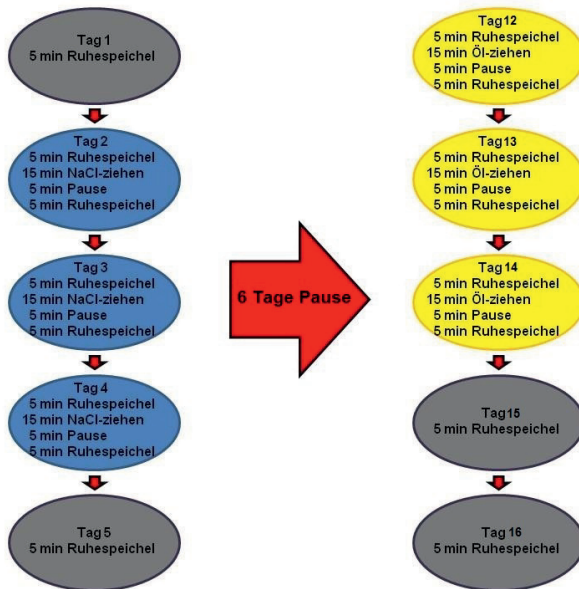 Tag 1
5 min Ruhespeichel
Tag 2
5 min Ruhespeichel
15 min NaCl-ziehen
5 min Pause
5 min Ruhespeichel
Tag 3
5 min Ruhespeichel
15 min NaCl-ziehen
5 min Pause
5 min Ruhespeichel
Tag 4
5 min Ruhespeichel
15 min NaCl-ziehen
5 min Pause
5 min Ruhespeichel
Tag 5
5 min Ruhespeichel
6 Tage Pause
Tag 12
5 min Ruhespeichel
15 min Öl-ziehen
5 min Pause
5 min Ruhespeichel
Tag 13
5 min Ruhespeichel
15 min Öl-ziehen
5 min Pause
5 min Ruhespeichel
Tag 14
5 min Ruhespeichel
15 min Öl-ziehen
5 min Pause
5 min Ruhespeichel
Tag 15
5 min Ruhespeichel
Tag 16
5 min Ruhespeichel